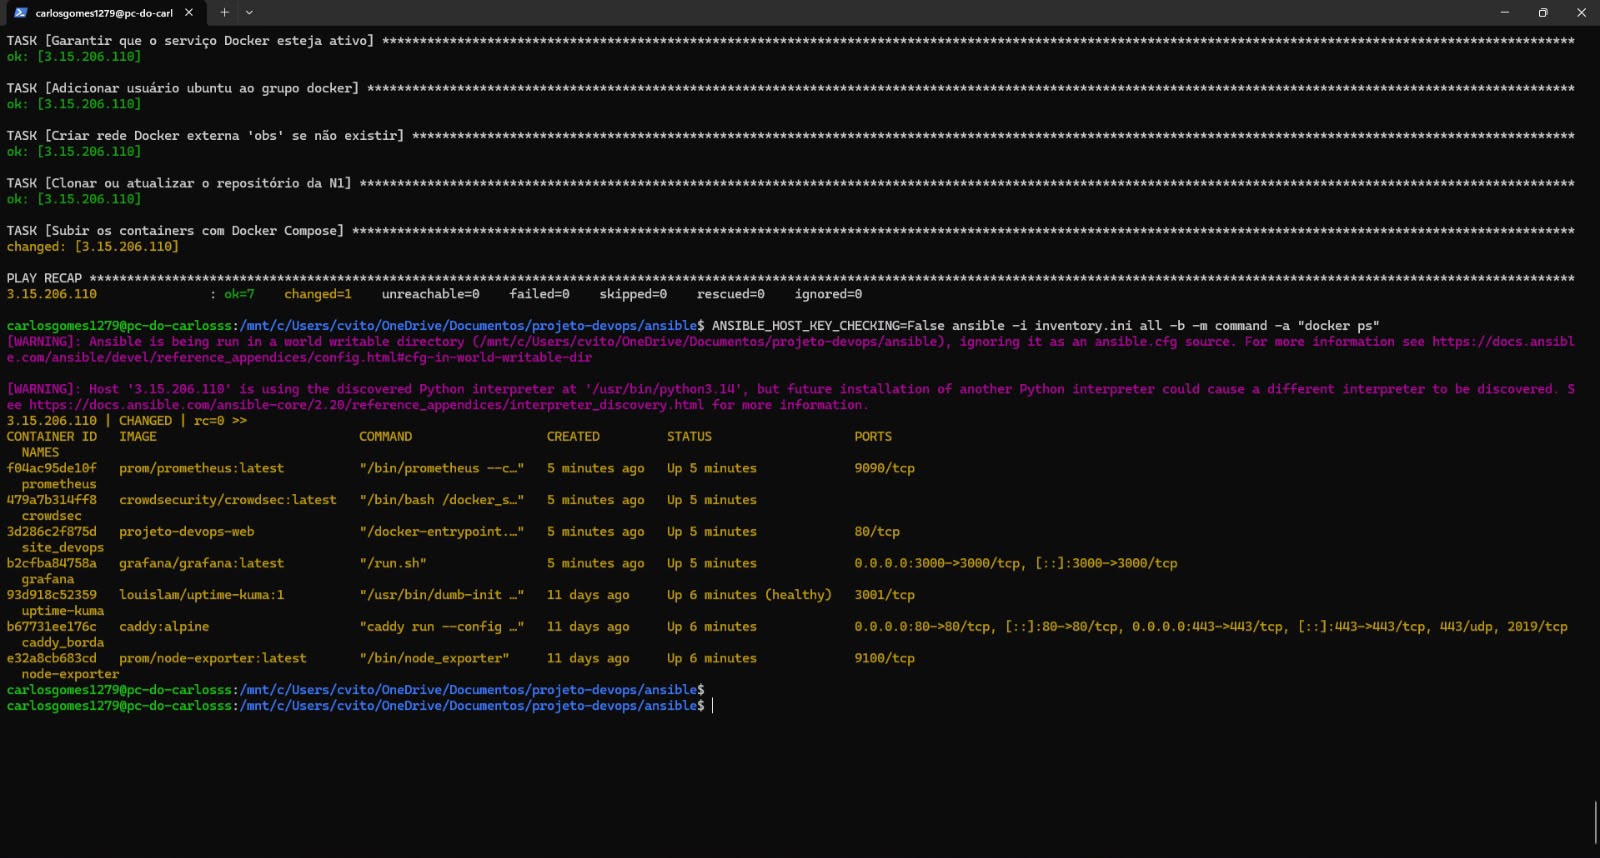 carlosgomes1279@pc-do-carl
TASK [Garantir que o serviço Docker esteja ativo] ***************************************************************************************************************************************************************
ok: [3.15.206.110]
TASK [Adicionar usuário ubuntu ao grupo docker] *****************************************************************************************************************************************************************
ok: [3.15.206.110]
TASK [Criar rede Docker externa 'obs' se não existir] ***********************************************************************************************************************************************************
ok: [3.15.206.110]
TASK [Clonar ou atualizar o repositório da N1] ******************************************************************************************************************************************************************
ok: [3.15.206.110]
TASK [Subir os containers com Docker Compose] *******************************************************************************************************************************************************************
changed: [3.15.206.110]
PLAY RECAP ******************************************************************************************************************************************************************************************************
3.15.206.110 : ok=7 changed=1 unreachable=0 failed=0 skipped=0 rescued=0 ignored=0
carlosgomes1279@pc-do-carlosss:/mnt/c/Users/cvito/OneDrive/Documentos/projeto-devops/ansible$ ANSIBLE_HOST_KEY_CHECKING=False ansible -i inventory.ini all -b -m command -a "docker ps"
[WARNING]: Ansible is being run in a world writable directory (/mnt/c/Users/cvito/OneDrive/Documentos/projeto-devops/ansible), ignoring it as an ansible.cfg source. For more information see https://docs.ansibl
e.com/ansible/devel/reference_appendices/config.html#cfg-in-world-writable-dir
[WARNING]: Host '3.15.206.110' is using the discovered Python interpreter at '/usr/bin/python3.14', but future installation of another Python interpreter could cause a different interpreter to be discovered. S
ee https://docs.ansible.com/ansible-core/2.20/reference_appendices/interpreter_discovery.html for more information.
3.15.206.110 | CHANGED | rc=0 >>
CONTAINER ID IMAGE COMMAND CREATED STATUS PORTS
NAMES
f04ac95de10f prom/prometheus:latest "/bin/prometheus --c…" 5 minutes ago Up 5 minutes 9090/tcp
prometheus
479a7b314ff8 crowdsecurity/crowdsec:latest "/bin/bash /docker_s…" 5 minutes ago Up 5 minutes
crowdsec
3d286c2f875d projeto-devops-web "/docker-entrypoint.…" 5 minutes ago Up 5 minutes 80/tcp
site_devops
b2cfba84758a grafana/grafana:latest "/run.sh" 5 minutes ago Up 5 minutes 0.0.0.0:3000->3000/tcp, [::]:3000->3000/tcp
grafana
93d918c52359 louislam/uptime-kuma:1 "/usr/bin/dumb-init …" 11 days ago Up 6 minutes (healthy) 3001/tcp
uptime-kuma
b67731ee176c caddy:alpine "caddy run --config …" 11 days ago Up 6 minutes 0.0.0.0:80->80/tcp, [::]:80->80/tcp, 0.0.0.0:443->443/tcp, [::]:443->443/tcp, 443/udp, 2019/tcp
caddy_borda
e32a8cb683cd prom/node-exporter:latest "/bin/node_exporter" 11 days ago Up 6 minutes 9100/tcp
node-exporter
carlosgomes1279@pc-do-carlosss:/mnt/c/Users/cvito/OneDrive/Documentos/projeto-devops/ansible$
carlosgomes1279@pc-do-carlosss:/mnt/c/Users/cvito/OneDrive/Documentos/projeto-devops/ansible$